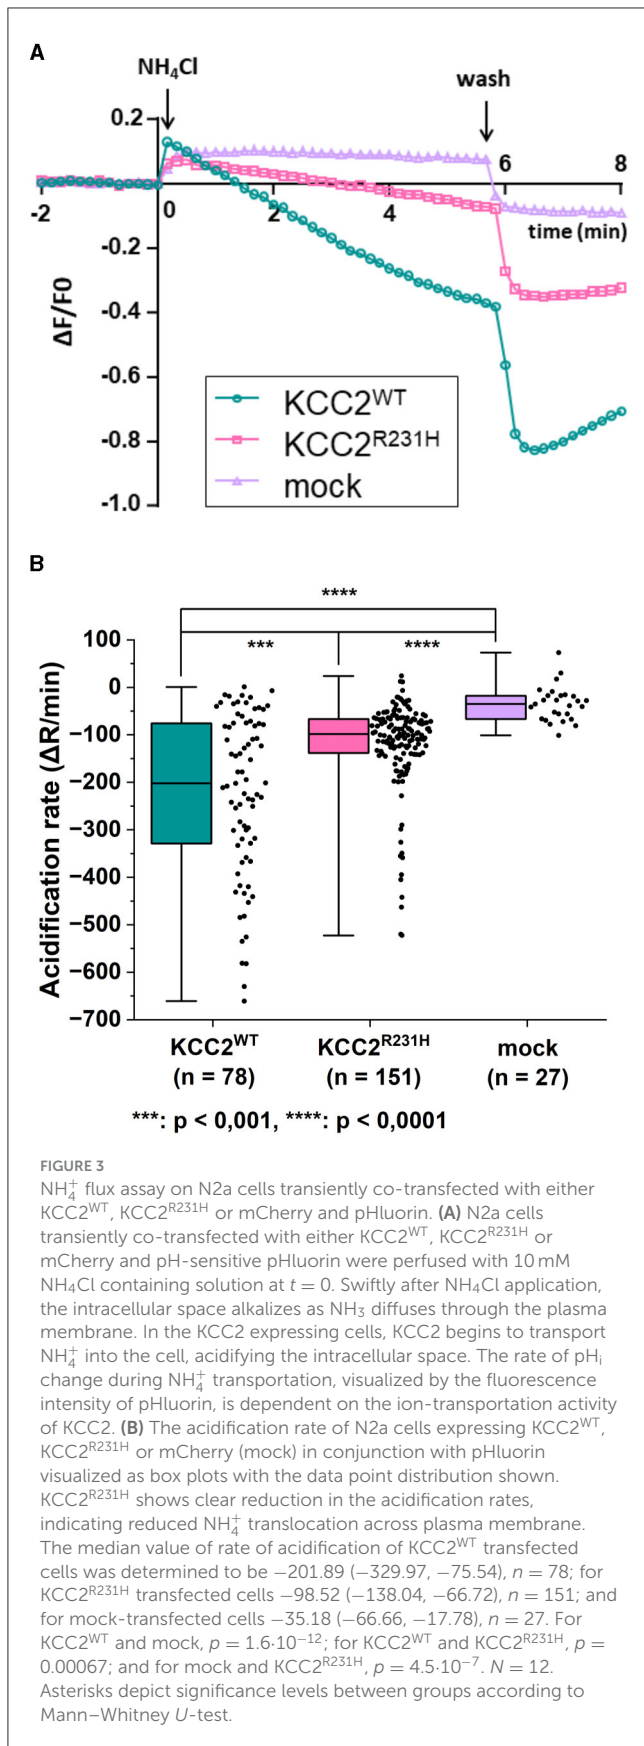 A
NH₄Cl
wash
0.2
-2
0
2
4
6
8
time (min)
-0.2
-0.4
-0.6
-0.8
-1.0
ΔF/F0
KCC2ᵂᵀ
KCC2ᴿ²³¹ᴴ
mock
B
****
***
****
100
0
−100
−200
−300
−400
−500
−600
−700
Acidification rate (ΔR/min)
KCC2ᵂᵀ
(n = 78)
KCC2ᴿ²³¹ᴴ
(n = 151)
mock
(n = 27)
***: p < 0,001, ****: p < 0,0001
FIGURE 3
NH₄⁺ flux assay on N2a cells transiently co-transfected with either
KCC2ᵂᵀ, KCC2ᴿ²³¹ᴴ or mCherry and pHluorin. (A) N2a cells
transiently co-transfected with either KCC2ᵂᵀ, KCC2ᴿ²³¹ᴴ or
mCherry and pH-sensitive pHluorin were perfused with 10 mM
NH₄Cl containing solution at t = 0. Swiftly after NH₄Cl application,
the intracellular space alkalizes as NH₃ diffuses through the plasma
membrane. In the KCC2 expressing cells, KCC2 begins to transport
NH₄⁺ into the cell, acidifying the intracellular space. The rate of pHᵢ
change during NH₄⁺ transportation, visualized by the fluorescence
intensity of pHluorin, is dependent on the ion-transportation activity
of KCC2. (B) The acidification rate of N2a cells expressing KCC2ᵂᵀ,
KCC2ᴿ²³¹ᴴ or mCherry (mock) in conjunction with pHluorin
visualized as box plots with the data point distribution shown.
KCC2ᴿ²³¹ᴴ shows clear reduction in the acidification rates,
indicating reduced NH₄⁺ translocation across plasma membrane.
The median value of rate of acidification of KCC2ᵂᵀ transfected
cells was determined to be −201.89 (−329.97, −75.54), n = 78; for
KCC2ᴿ²³¹ᴴ transfected cells −98.52 (−138.04, −66.72), n = 151; and
for mock-transfected cells −35.18 (−66.66, −17.78), n = 27. For
KCC2ᵂᵀ and mock, p = 1.6·10⁻¹²; for KCC2ᵂᵀ and KCC2ᴿ²³¹ᴴ, p =
0.00067; and for mock and KCC2ᴿ²³¹ᴴ, p = 4.5·10⁻⁷. N = 12.
Asterisks depict significance levels between groups according to
Mann–Whitney U-test.